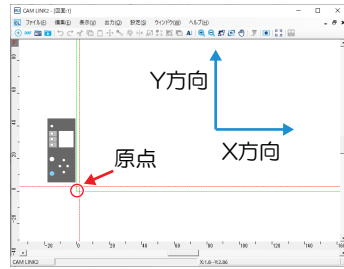 CAM LINK2 - [図面:1]
ファイル(F) 編集(E) 表示(V) 出力(O) 設定(S) ウィンドウ(W) ヘルプ(H)
Y方向
X方向
原点
-20 0 20 40 60 80 100 120 140 160
CAM LINK2 X:1.6-Y:2.86